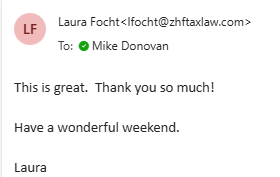 LF
Laura Focht<lfocht@zhftaxlaw.com>
To: Mike Donovan
This is great.  Thank you so much!
Have a wonderful weekend.
Laura